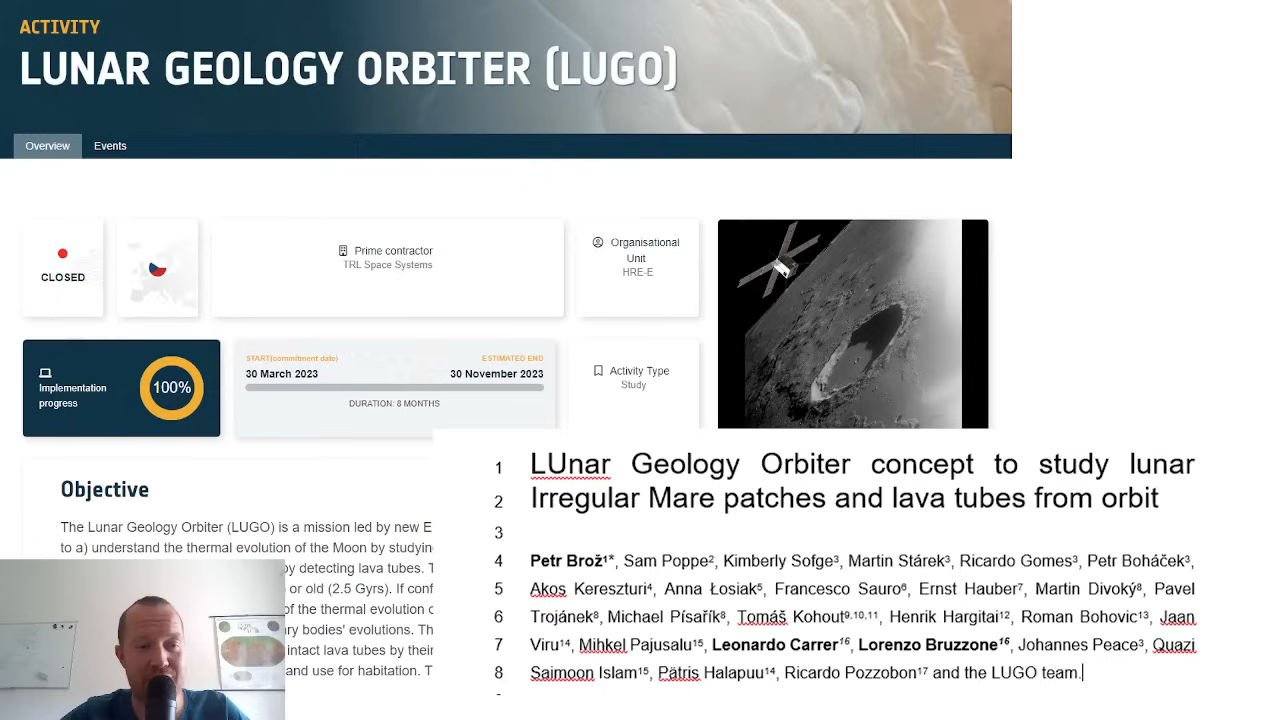 ACTIVITY
LUNAR GEOLOGY ORBITER (LUGO)
Overview Events
CLOSED
Prime contractor
TRL Space Systems
Organisational
Unit
HRE-E
Implementation
progress
100%
START(commitment date) ESTIMATED END
30 March 2023 30 November 2023
DURATION: 8 MONTHS
Activity Type
Study
Objective
The Lunar Geology Orbiter (LUGO) is a mission led by new E
to a) understand the thermal evolution of the Moon by studyin
by detecting lava tubes. T
or old (2.5 Gyrs). If conf
of the thermal evolution o
ry bodies' evolutions. Th
intact lava tubes by their
and use for habitation. T
1 LUnar Geology Orbiter concept to study lunar
2 Irregular Mare patches and lava tubes from orbit
3
4 Petr Brož¹*, Sam Poppe², Kimberly Sofge³, Martin Stárek³, Ricardo Gomes³, Petr Boháček³,
5 Akos Kereszturi⁴, Anna Łosiak⁵, Francesco Sauro⁶, Ernst Hauber⁷, Martin Divoký⁸, Pavel
6 Trojánek⁸, Michael Písařík⁸, Tomáš Kohout⁹,¹⁰,¹¹, Henrik Hargitai¹², Roman Bohovic¹³, Jaan
7 Viru¹⁴, Mihkel Pajusalu¹⁵, Leonardo Carrer¹⁶, Lorenzo Bruzzone¹⁶, Johannes Peace³, Quazi
8 Saimoon Islam¹⁵, Pätris Halapuu¹⁴, Ricardo Pozzobon¹⁷ and the LUGO team.